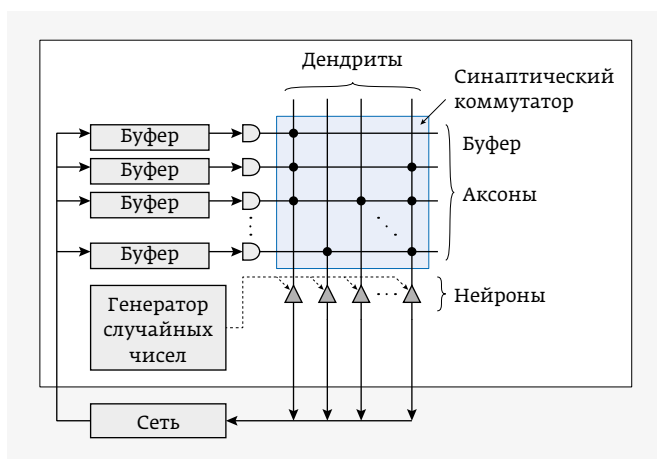 Дендриты
Синаптический
коммутатор
Буфер
Буфер
Буфер
Буфер
Буфер
Аксоны
Генератор
случайных
чисел
Нейроны
Сеть